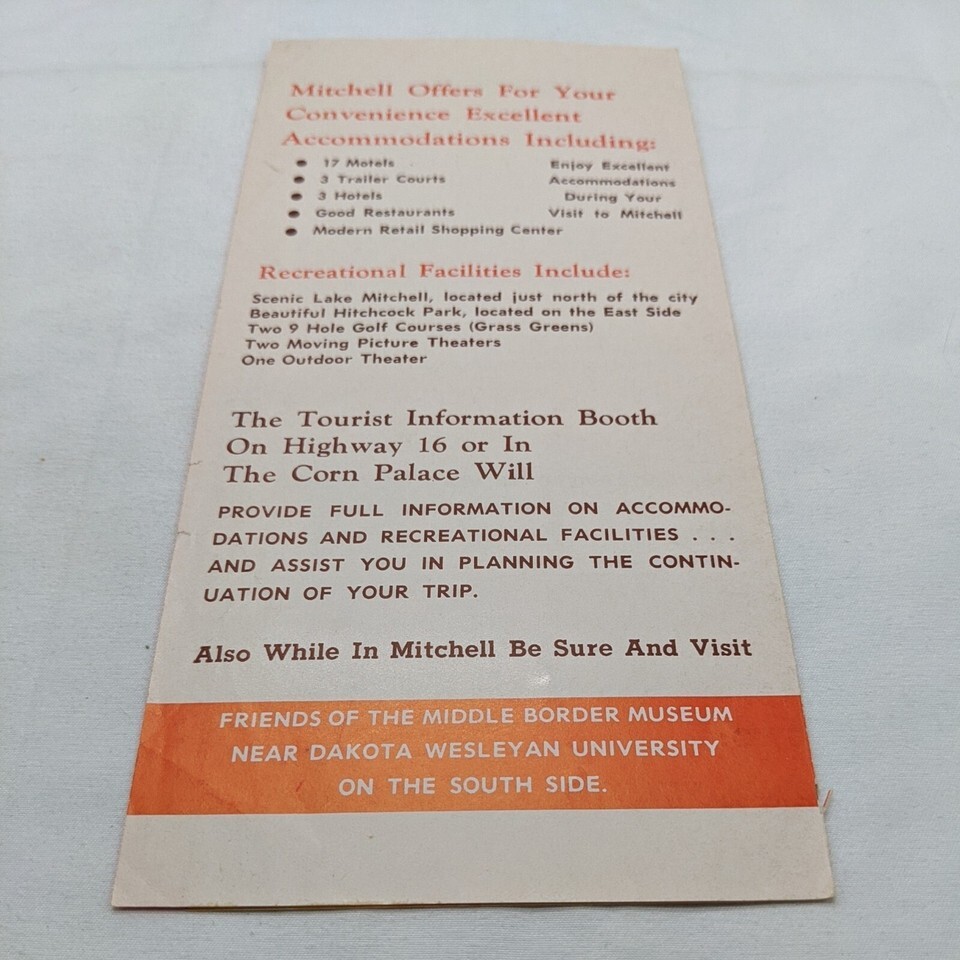 Mitchell Offers For Your
Convenience Excellent
Accommodations Including:
• 17 Motels
• 3 Trailer Courts
• 3 Hotels
• Good Restaurants
• Modern Retail Shopping Center
Enjoy Excellent
Accommodations
During Your
Visit to Mitchell
Recreational Facilities Include:
Scenic Lake Mitchell, located just north of the city
Beautiful Hitchcock Park, located on the East Side
Two 9 Hole Golf Courses (Grass Greens)
Two Moving Picture Theaters
One Outdoor Theater
The Tourist Information Booth
On Highway 16 or In
The Corn Palace Will
PROVIDE FULL INFORMATION ON ACCOMMO-
DATIONS AND RECREATIONAL FACILITIES . . .
AND ASSIST YOU IN PLANNING THE CONTIN-
UATION OF YOUR TRIP.
Also While In Mitchell Be Sure And Visit
FRIENDS OF THE MIDDLE BORDER MUSEUM
NEAR DAKOTA WESLEYAN UNIVERSITY
ON THE SOUTH SIDE.